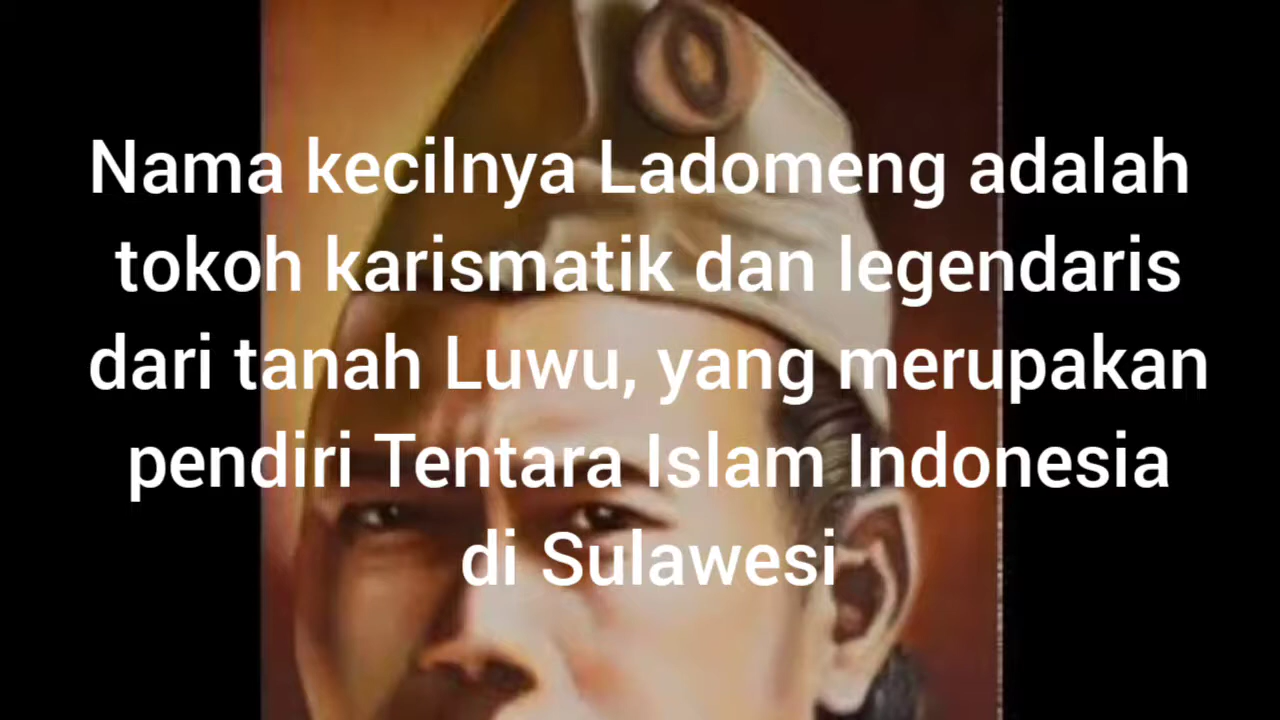 Nama kecilnya Ladomeng adalah
tokoh karismatik dan legendaris
dari tanah Luwu, yang merupakan
pendiri Tentara Islam Indonesia
di Sulawesi